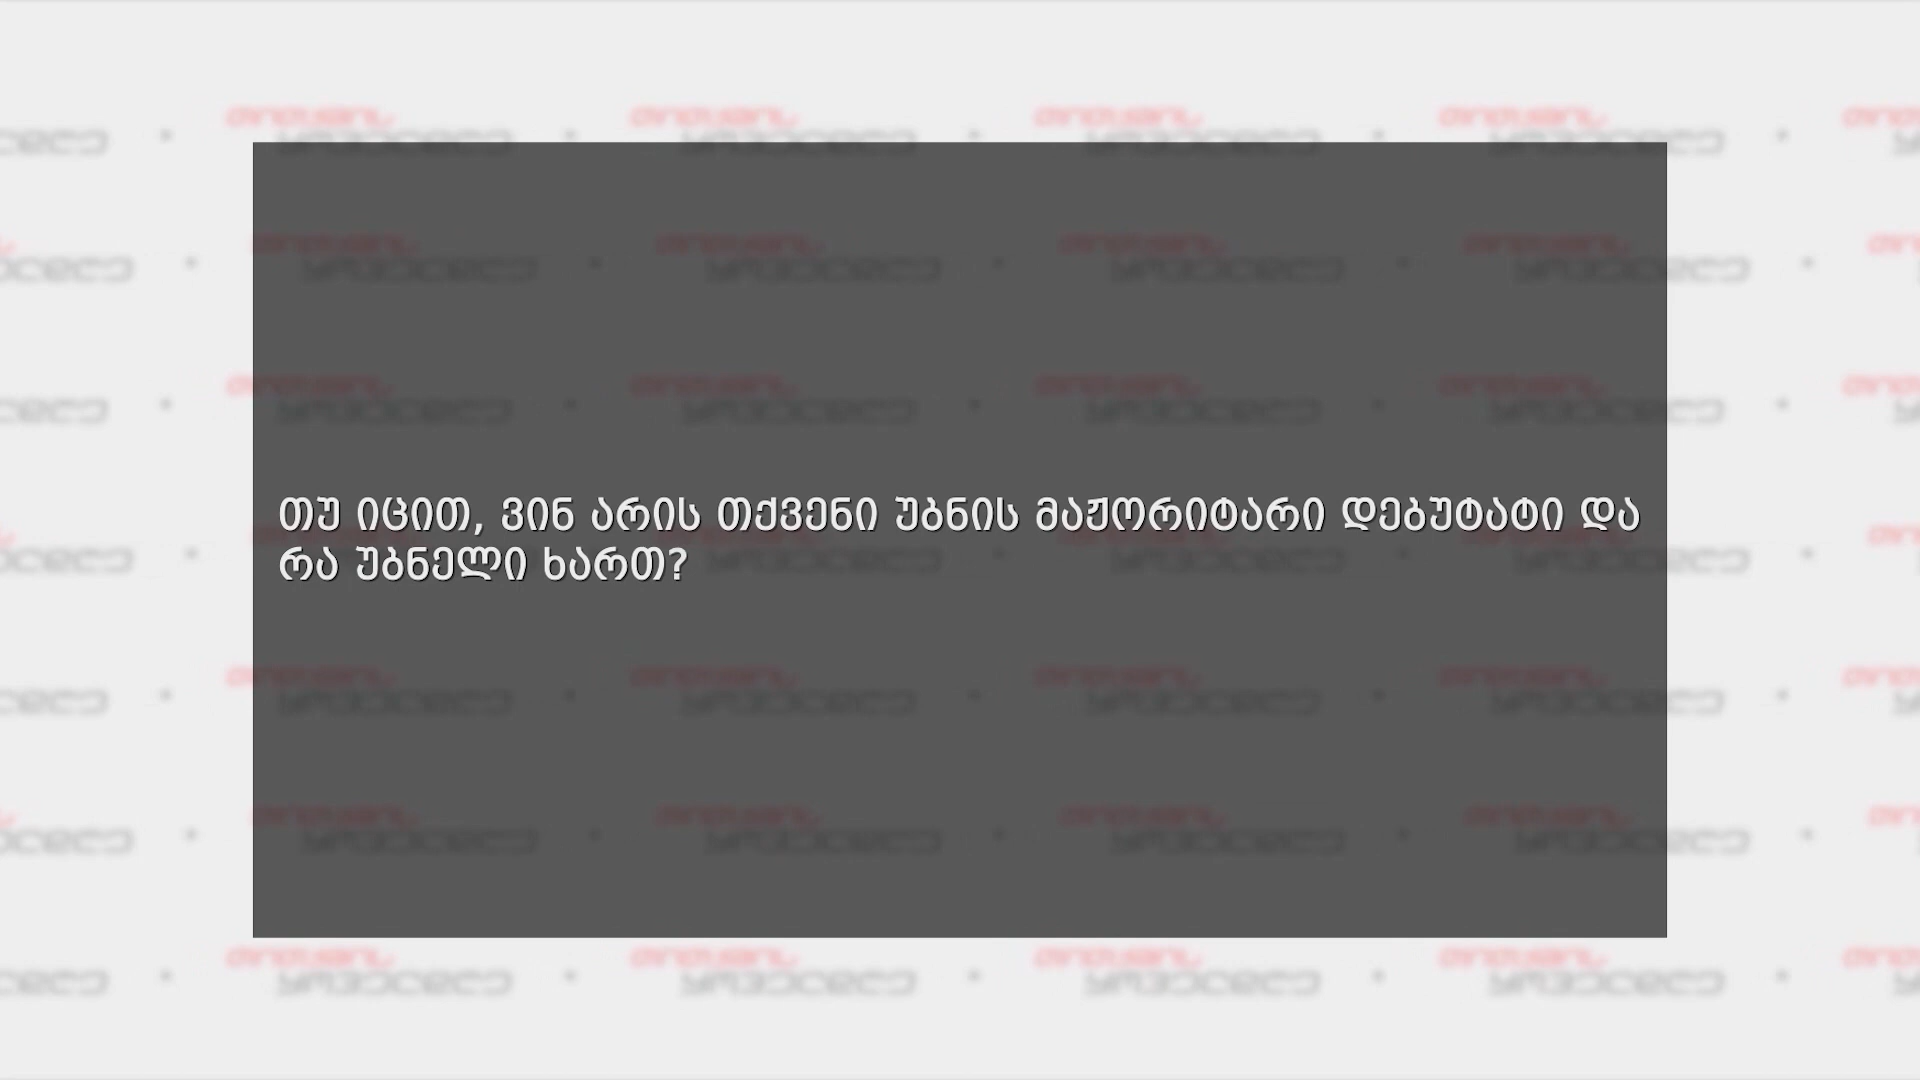 თუ იცით, ვინ არის თქვენი უბნის მაჟორიტარი დებუტატი და
რა უბნელი ხართ?